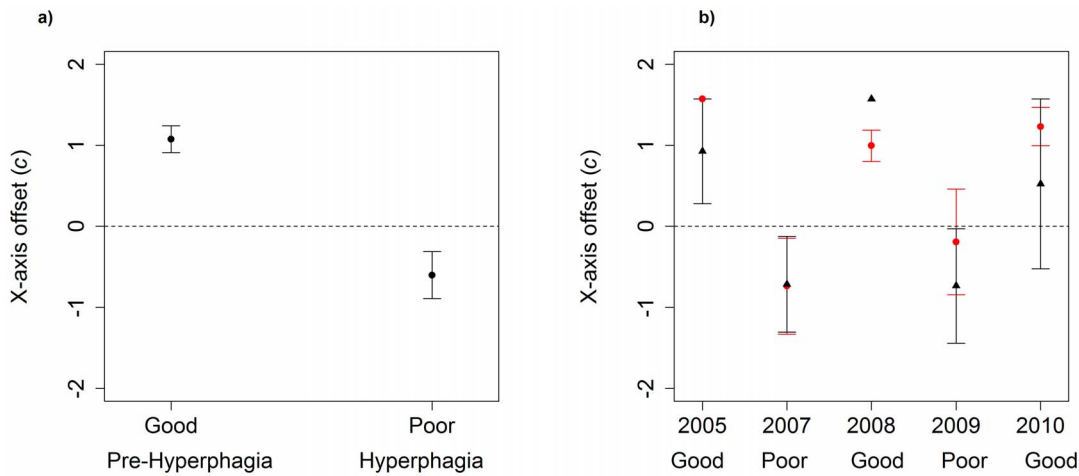 a)
X-axis offset (c)
2
1
0
-1
-2
Good Poor
Pre-Hyperphagia Hyperphagia
b)
X-axis offset (c)
2
1
0
-1
-2
2005 2007 2008 2009 2010
Good Poor Good Poor Good